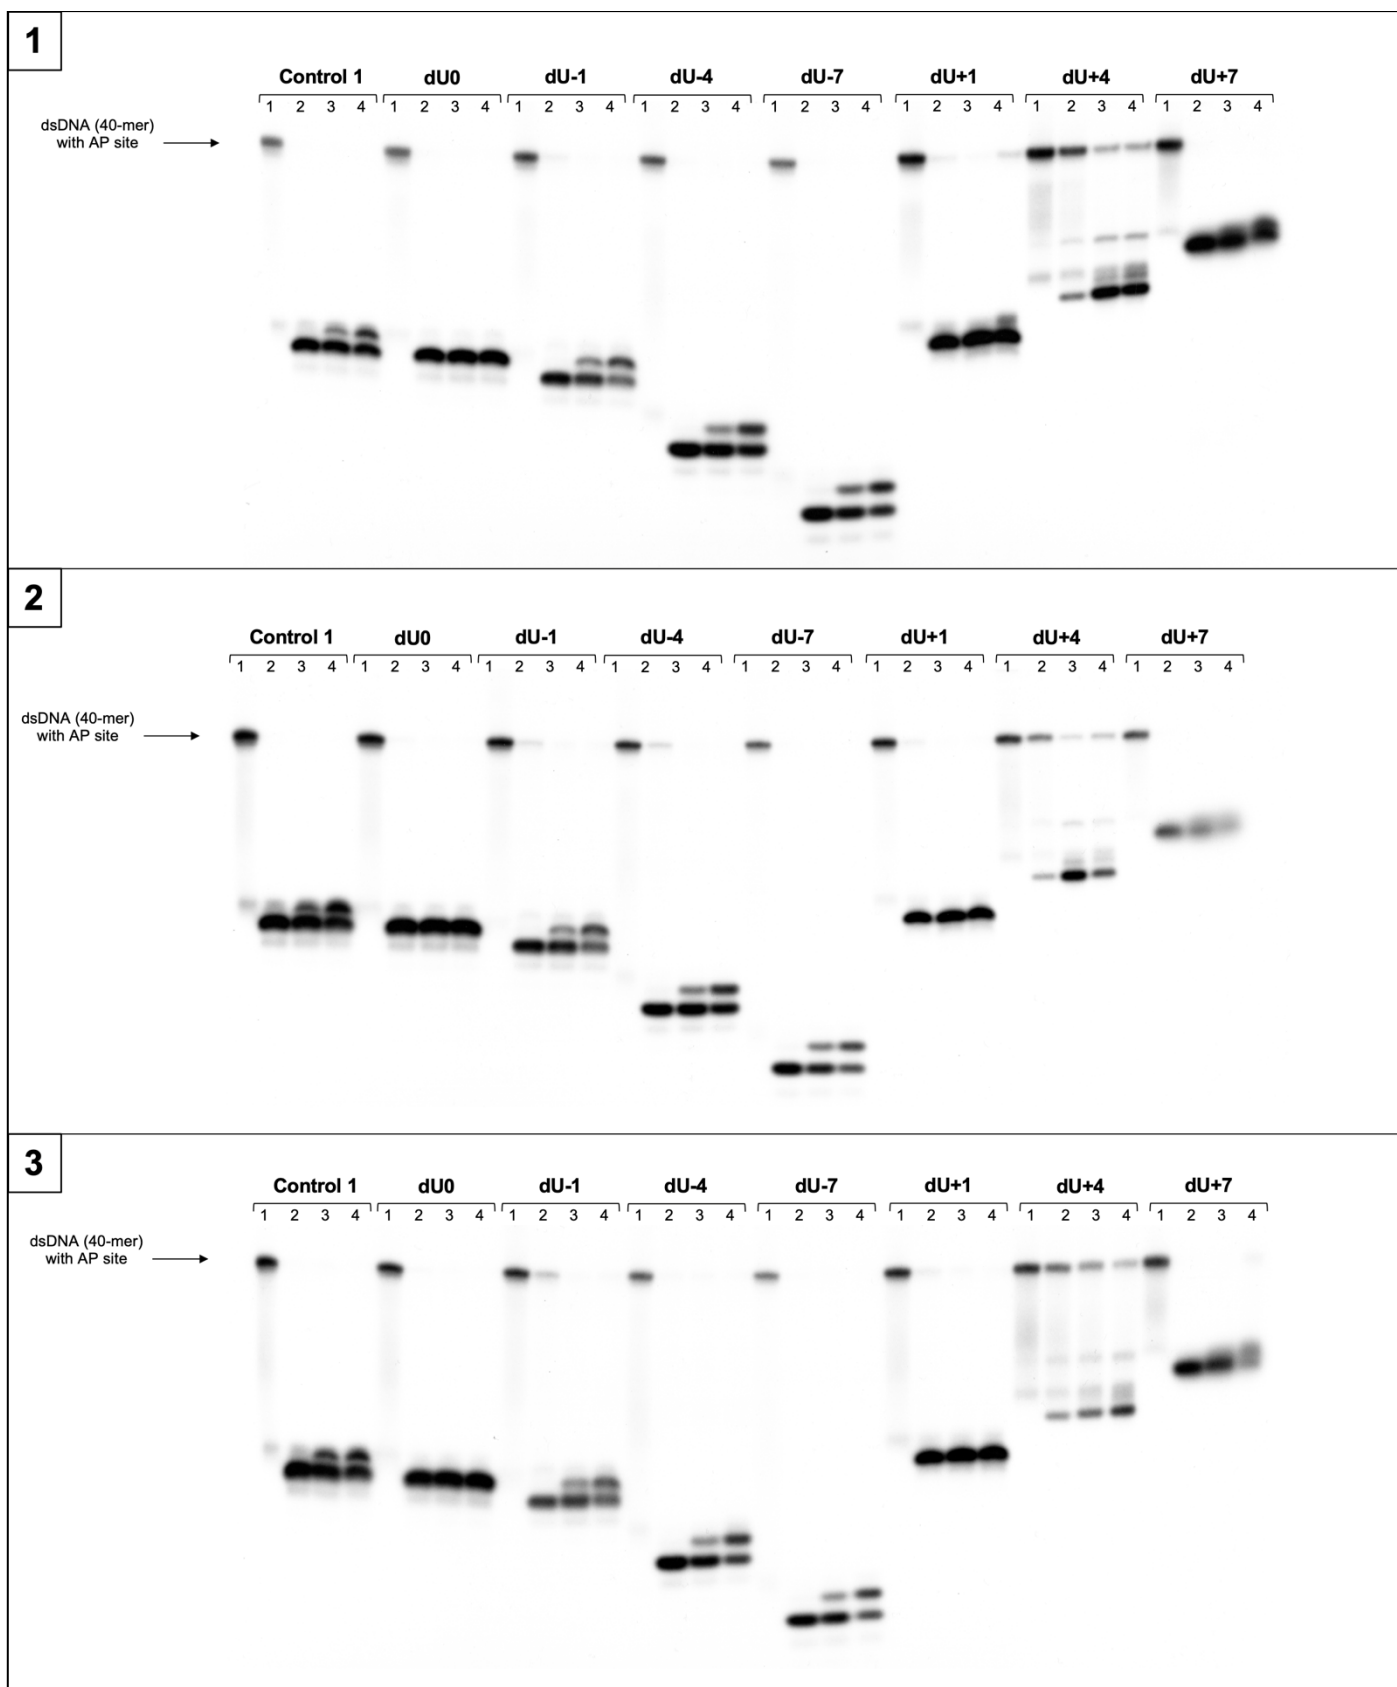 1
Control 1 dU0 dU-1 dU-4 dU-7 dU+1 dU+4 dU+7
1 2 3 4 1 2 3 4 1 2 3 4 1 2 3 4 1 2 3 4 1 2 3 4 1 2 3 4 1 2 3 4
dsDNA (40-mer)
with AP site
2
Control 1 dU0 dU-1 dU-4 dU-7 dU+1 dU+4 dU+7
1 2 3 4 1 2 3 4 1 2 3 4 1 2 3 4 1 2 3 4 1 2 3 4 1 2 3 4 1 2 3 4
dsDNA (40-mer)
with AP site
3
Control 1 dU0 dU-1 dU-4 dU-7 dU+1 dU+4 dU+7
1 2 3 4 1 2 3 4 1 2 3 4 1 2 3 4 1 2 3 4 1 2 3 4 1 2 3 4 1 2 3 4
dsDNA (40-mer)
with AP site